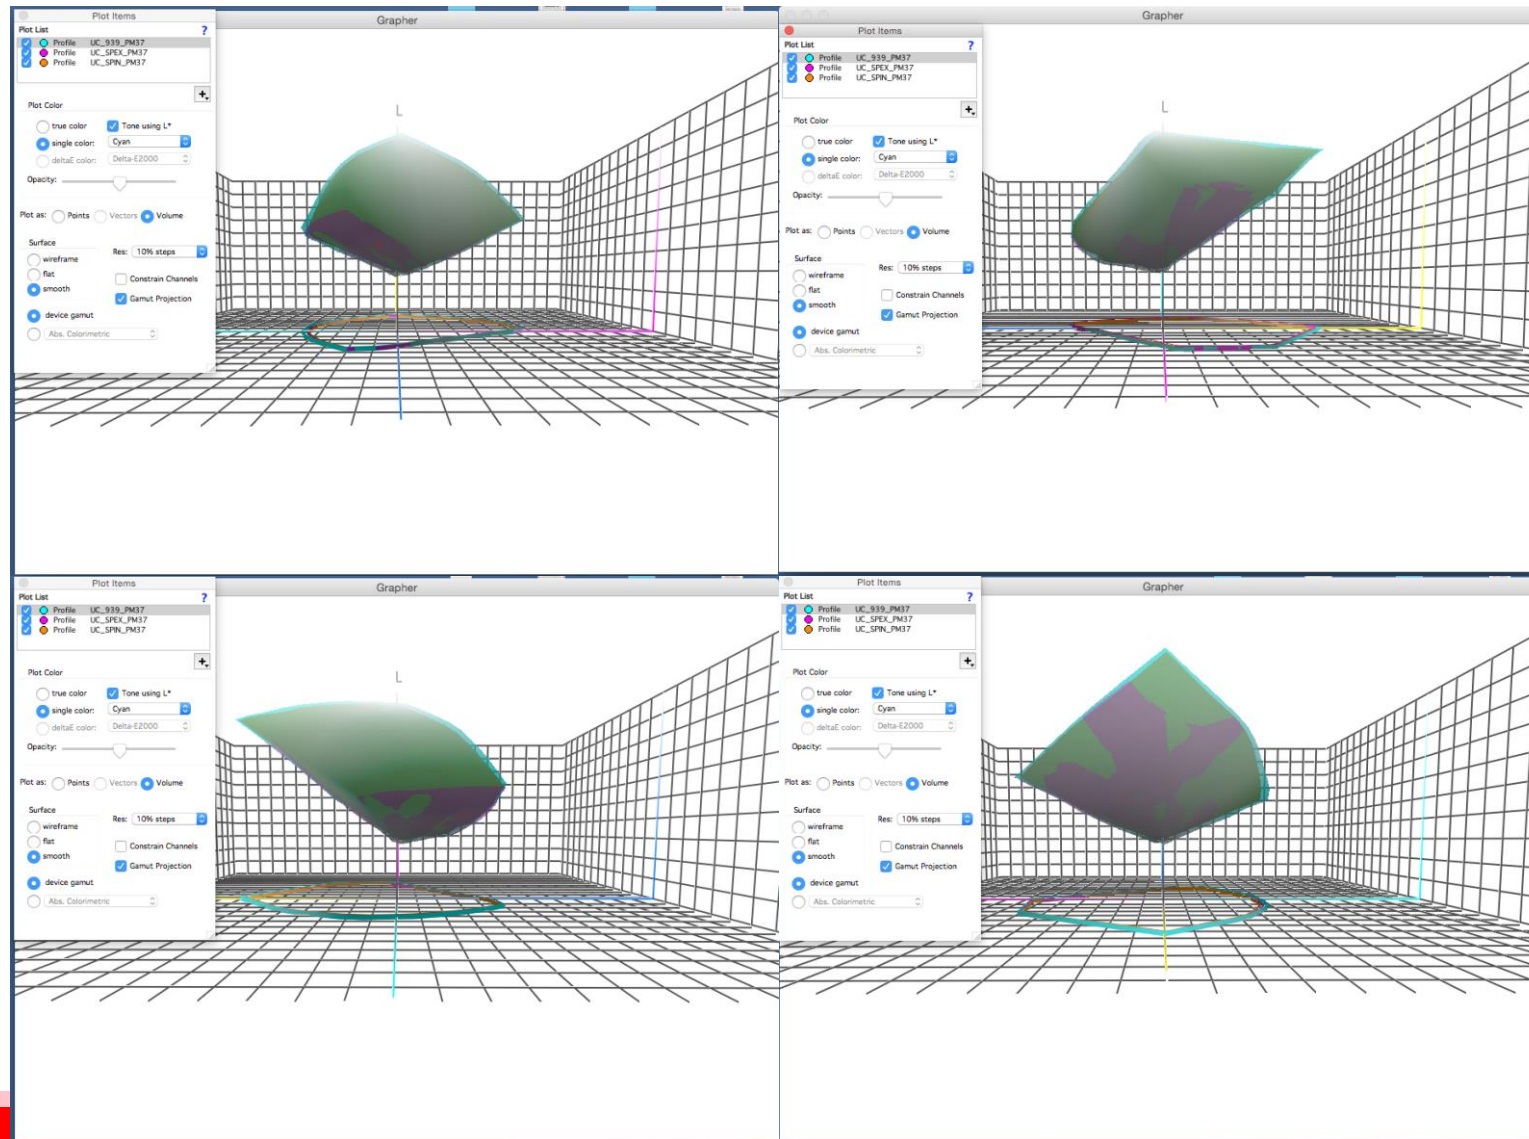 Plot Items
Grapher
Plot List
?
Profile UC_939_PM37
Profile UC_SPEX_PM37
Profile UC_SPIN_PM37
+
Plot Color
true color Tone using L*
single color: Cyan
deltaE color: Delta-E2000
Opacity:
Plot as: Points Vectors Volume
Surface
Res: 10% steps
wireframe
flat
Constrain Channels
smooth
Gamut Projection
device gamut
Abs. Colorimetric
L
Grapher
Plot Items
Plot List
?
Profile UC_939_PM37
Profile UC_SPEX_PM37
Profile UC_SPIN_PM37
+
Plot Color
true color Tone using L*
single color: Cyan
deltaE color: Delta-E2000
Opacity:
Plot as: Points Vectors Volume
Surface
Res: 10% steps
wireframe
flat
Constrain Channels
smooth
Gamut Projection
device gamut
Abs. Colorimetric
L
Plot Items
Grapher
Plot List
?
Profile UC_939_PM37
Profile UC_SPEX_PM37
Profile UC_SPIN_PM37
+
Plot Color
true color Tone using L*
single color: Cyan
deltaE color: Delta-E2000
Opacity:
Plot as: Points Vectors Volume
Surface
Res: 10% steps
wireframe
flat
Constrain Channels
smooth
Gamut Projection
device gamut
Abs. Colorimetric
L
Plot Items
Grapher
Plot List
?
Profile UC_939_PM37
Profile UC_SPEX_PM37
Profile UC_SPIN_PM37
+
Plot Color
true color Tone using L*
single color: Cyan
deltaE color: Delta-E2000
Opacity:
Plot as: Points Vectors Volume
Surface
Res: 10% steps
wireframe
flat
Constrain Channels
smooth
Gamut Projection
device gamut
Abs. Colorimetric